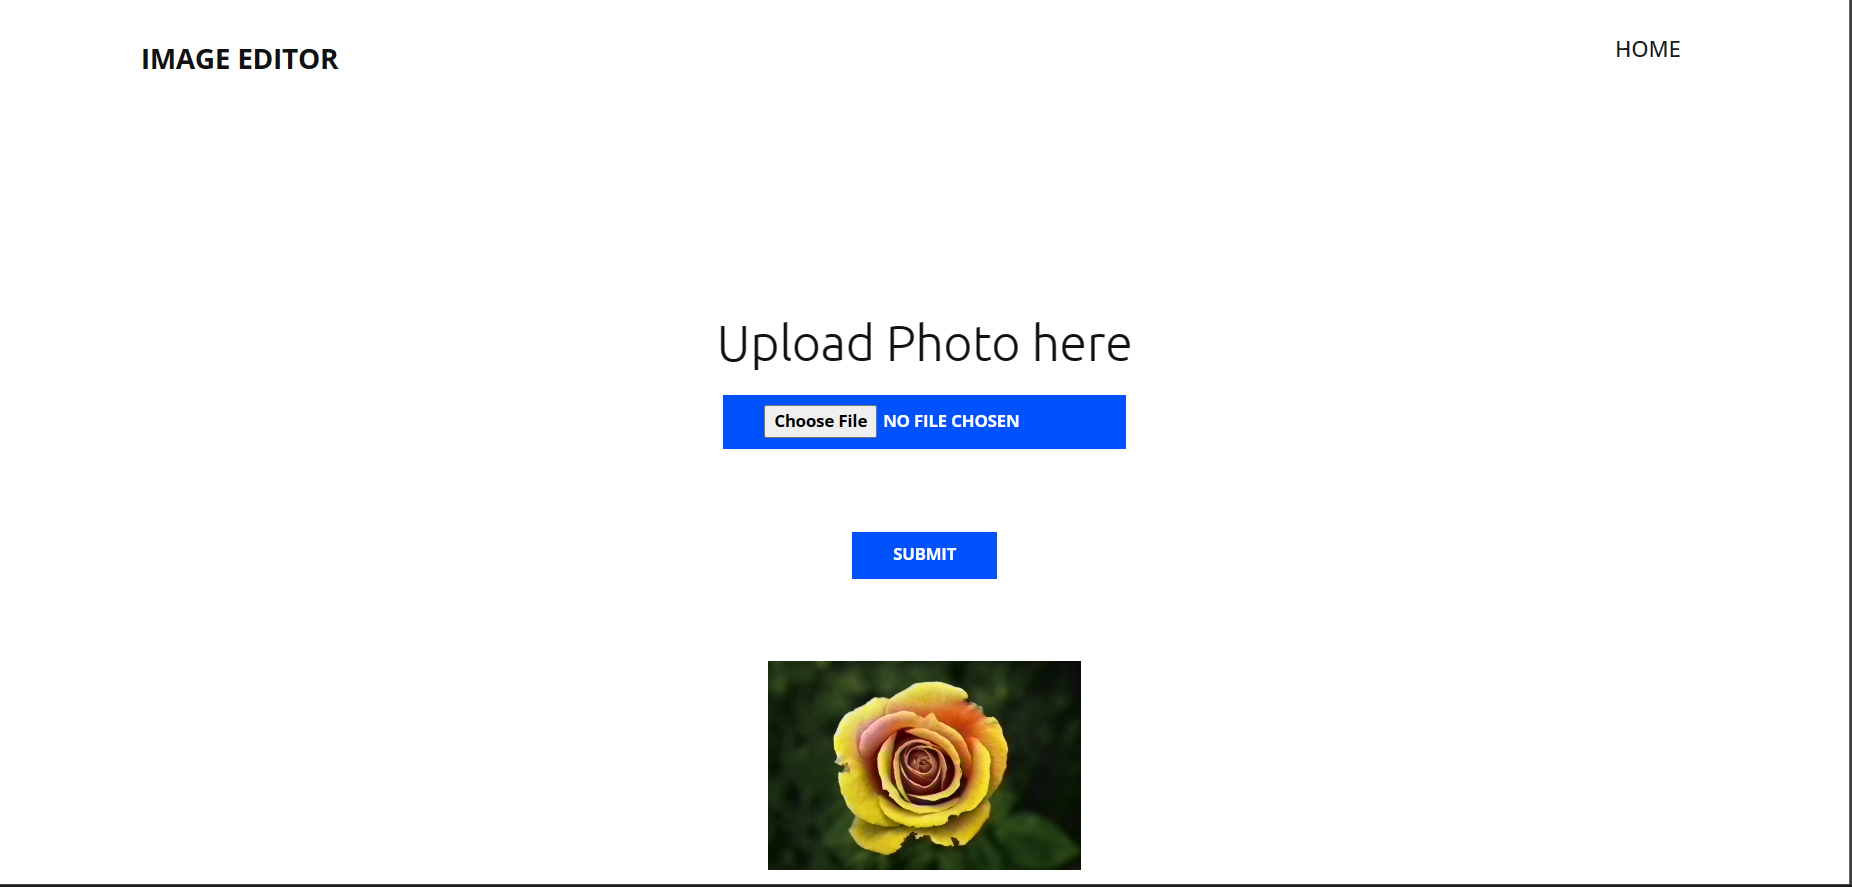 IMAGE EDITOR
HOME
Upload Photo here
Choose File NO FILE CHOSEN
SUBMIT